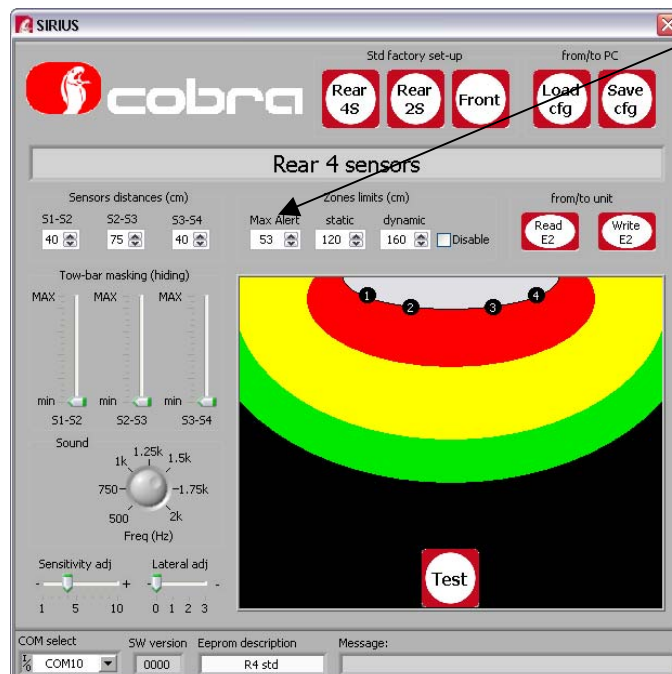 SIRIUS
cobra
Std factory set-up
Rear 4S
Rear 2S
Front
from/to PC
Load cfg
Save cfg
Rear 4 sensors
Sensors distances (cm)
S1-S2 S2-S3 S3-S4
40 75 40
Zones limits (cm)
Max Alert static dynamic
53 120 160 Disable
from/to unit
Read E2
Write E2
Tow-bar masking (hiding)
MAX MAX MAX
min min min
S1-S2 S2-S3 S3-S4
1 2 3 4
Sound
500 750 1k 1.25k 1.5k 1.75k 2k
Freq (Hz)
Sensitivity adj
- +
1 5 10
Lateral adj
- -
0 1 2 3
Test
COM select SW version Eeprom description Message:
I/0 COM10 0000 R4 std